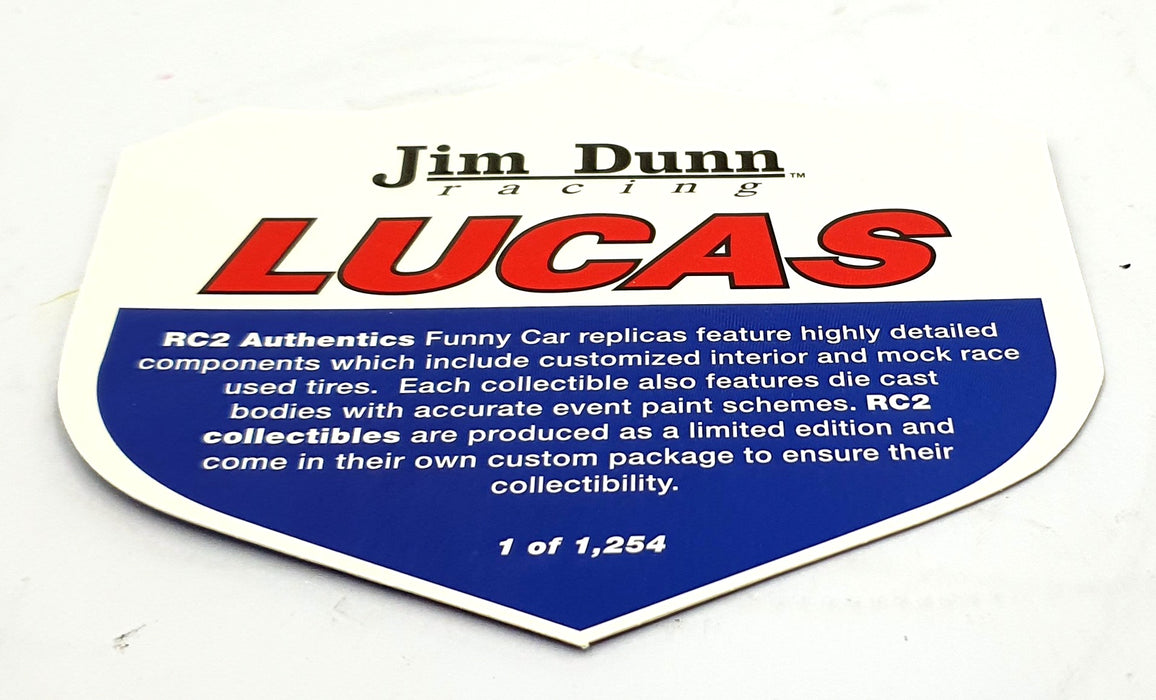 Jim Dunn™
racing
LUCAS
RC2 Authentics Funny Car replicas feature highly detailed
components which include customized interior and mock race
used tires. Each collectible also features die cast
bodies with accurate event paint schemes. RC2
collectibles are produced as a limited edition and
come in their own custom package to ensure their
collectibility.
1 of 1,254